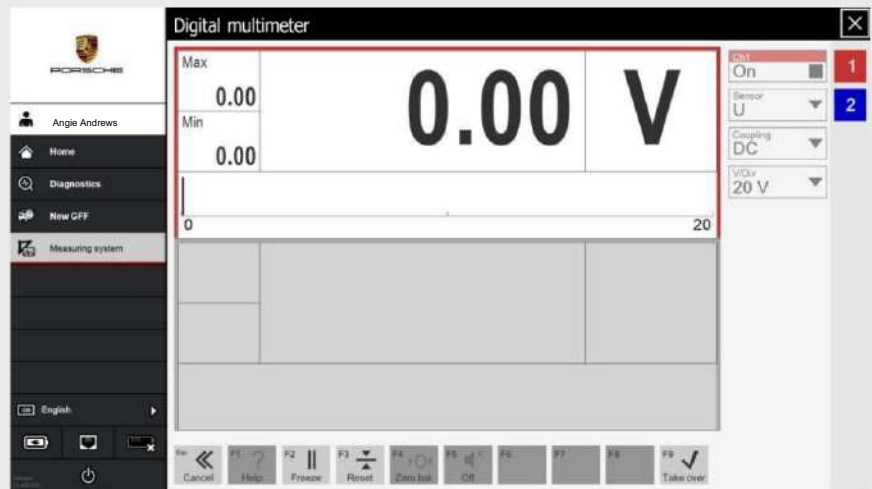 Digital multimeter
PORSCHE
Angie Andrews
Home
Diagnostics
New GFF
Measuring system
English
Max
0.00
Min
0.00
0.00 V
0 20
Ch1
On
1
Sensor
U
2
Coupling
DC
V/Div
20 V
Cancel
F1 ?
Help
F2
Freeze
F3
Reset
F4
Zero bal.
F5
Off
F6
F7
F8
F9
Take over